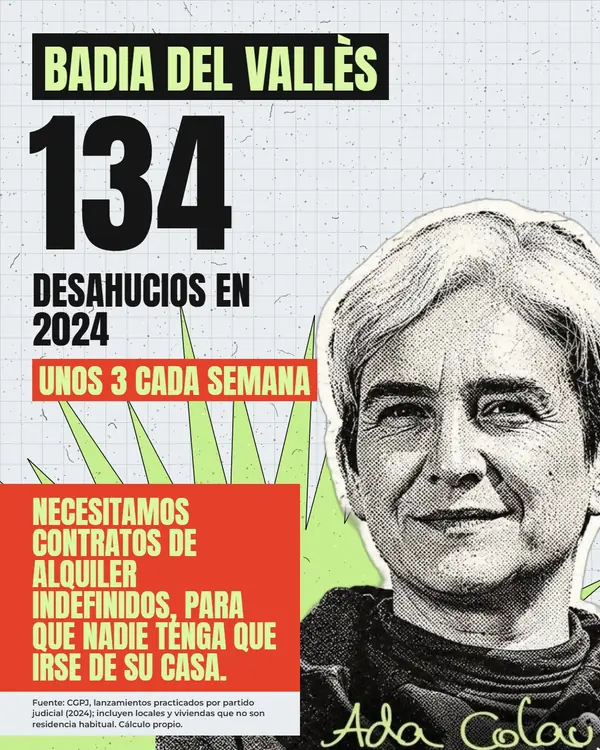 BADIA DEL VALLÈS
134
DESAHUCIOS EN
2024
UNOS 3 CADA SEMANA
NECESITAMOS
CONTRATOS DE
ALQUILER
INDEFINIDOS, PARA
QUE NADIE TENGA QUE
IRSE DE SU CASA.
Fuente: CGPJ, lanzamientos practicados por partido
judicial (2024); incluyen locales y viviendas que no son
residencia habitual. Cálculo propio.
Ada Colau